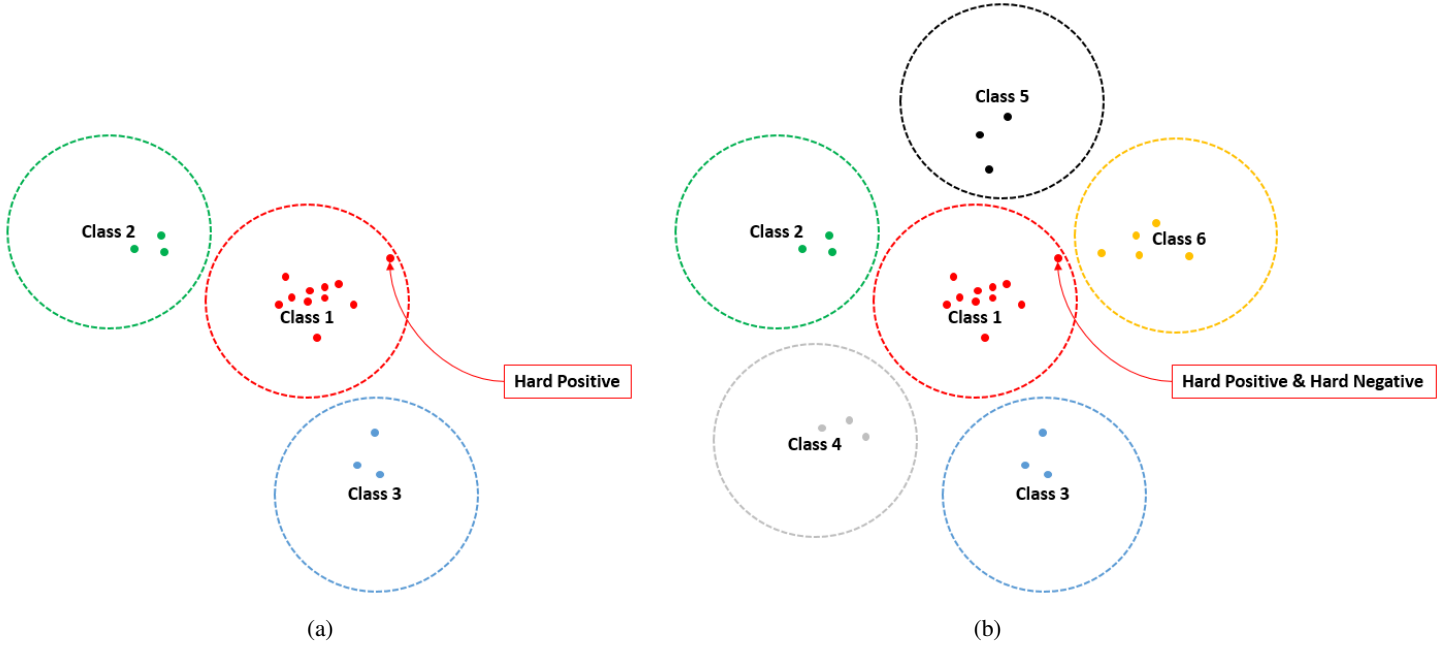 Class 2
Class 1
Hard Positive
Class 3
(a)
Class 5
Class 2
Class 6
Class 1
Hard Positive & Hard Negative
Class 4
Class 3
(b)